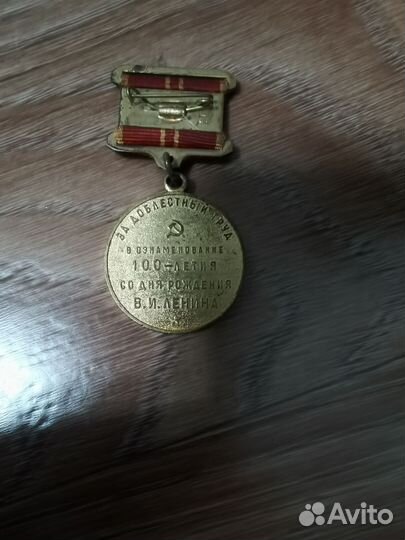 ЗА ДОБЛЕСТНЫЙ ТРУД
В ОЗНАМЕНОВАНИЕ
100-ЛЕТИЯ
СО ДНЯ РОЖДЕНИЯ
В.И. ЛЕНИНА
Avito